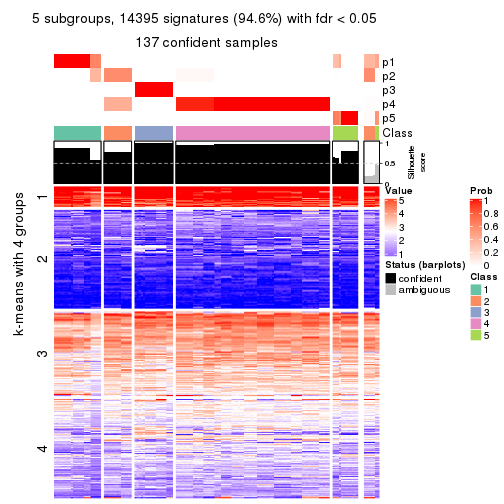 5 subgroups, 14395 signatures (94.6%) with fdr < 0.05
137 confident samples
p1
p2
p3
p4
p5
Class
1
0.5
0
Silhouette
score
k-means with 4 groups
1
2
3
4
Value
5
4
3
2
1
Status (barplots)
confident
ambiguous
Prob
1
0.8
0.6
0.4
0.2
0
Class
1
2
3
4
5